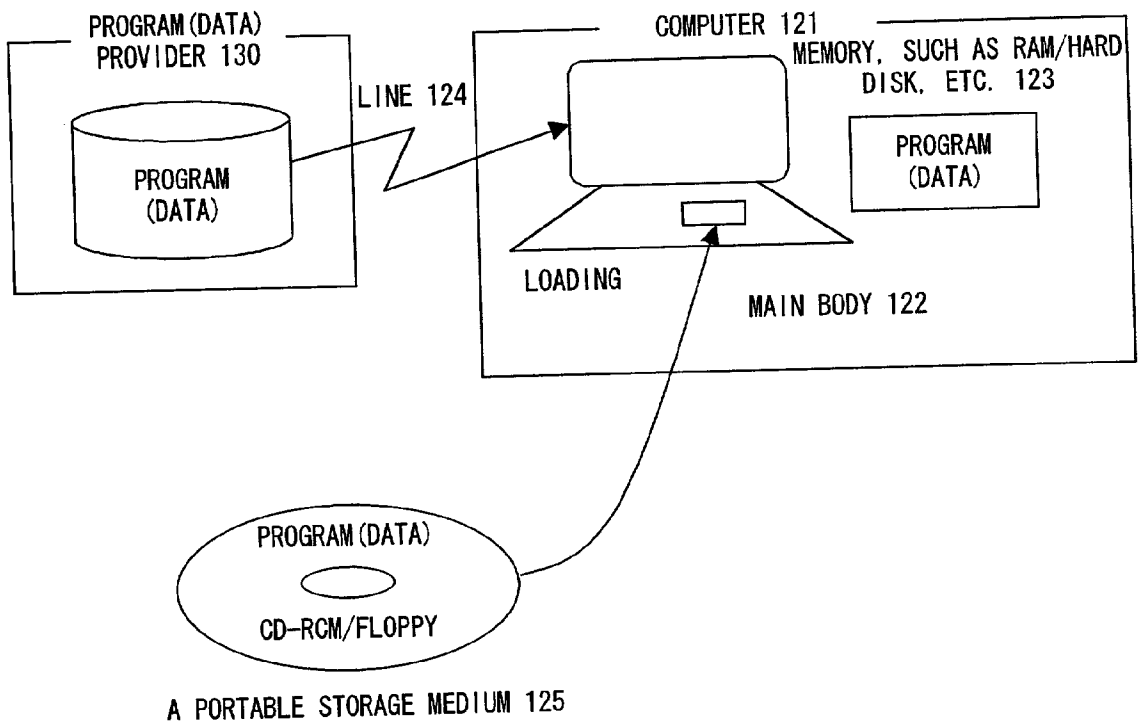 PROGRAM(DATA)
PROVIDER 130
PROGRAM
(DATA)
LINE 124
COMPUTER 121
MEMORY, SUCH AS RAM/HARD
DISK, ETC. 123
PROGRAM
(DATA)
LOADING
MAIN BODY 122
PROGRAM(DATA)
CD-RCM/FLOPPY
A PORTABLE STORAGE MEDIUM 125